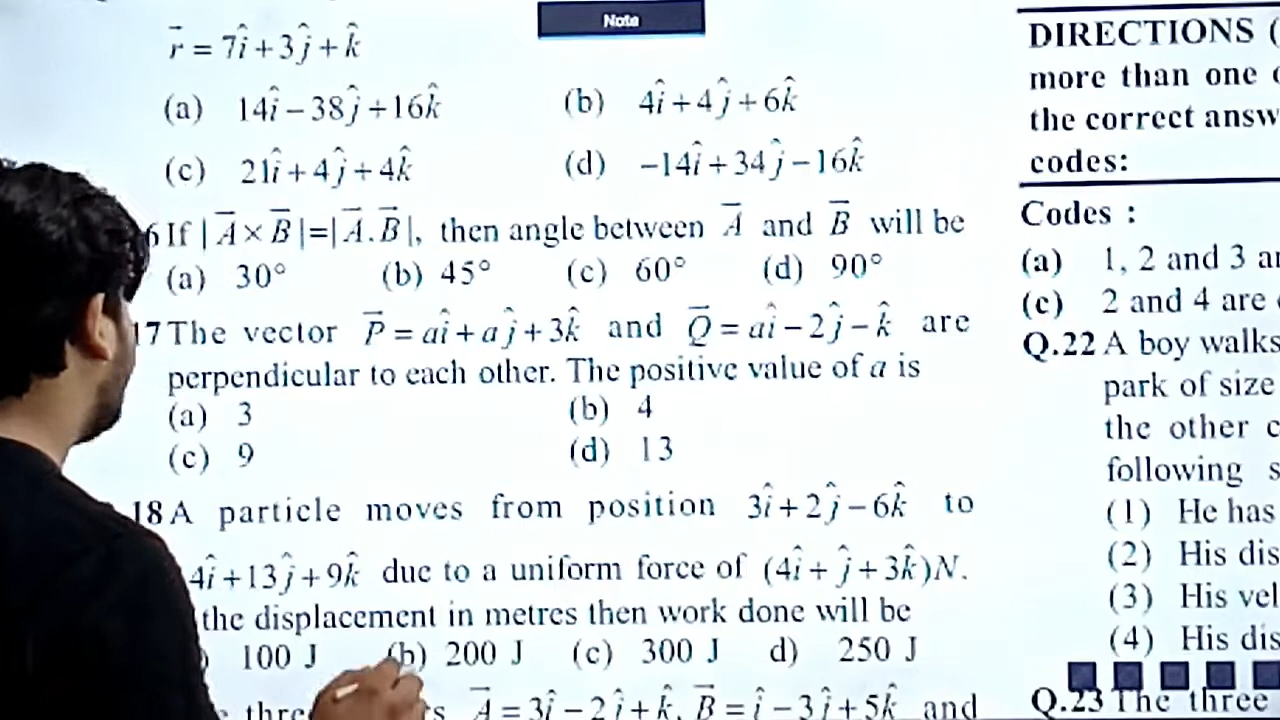 Note
r⃗ = 7î + 3ĵ + k̂
(a) 14î – 38ĵ + 16k̂ (b) 4î + 4ĵ + 6k̂
(c) 21î + 4ĵ + 4k̂ (d) –14î + 34ĵ – 16k̂
6 If | A⃗ × B⃗ |=| A⃗. B⃗ |, then angle between A⃗ and B⃗ will be
(a) 30° (b) 45° (c) 60° (d) 90°
17 The vector P⃗ = aî + aĵ + 3k̂ and Q⃗ = aî – 2ĵ – k̂ are
perpendicular to each other. The positive value of a is
(a) 3 (b) 4
(c) 9 (d) 13
18 A particle moves from position 3î + 2ĵ – 6k̂ to
4î + 13ĵ + 9k̂ due to a uniform force of (4î + ĵ + 3k̂)N.
the displacement in metres then work done will be
100 J (b) 200 J (c) 300 J d) 250 J
A⃗ = 3î – 2ĵ + k̂, B⃗ = î – 3ĵ + 5k̂ and
DIRECTIONS (
more than one
the correct answ
codes:
Codes :
(a) 1, 2 and 3 ar
(c) 2 and 4 are
Q.22 A boy walks
park of size
the other c
following s
(1) He has
(2) His dis
(3) His vel
(4) His dis
Q.23 The three